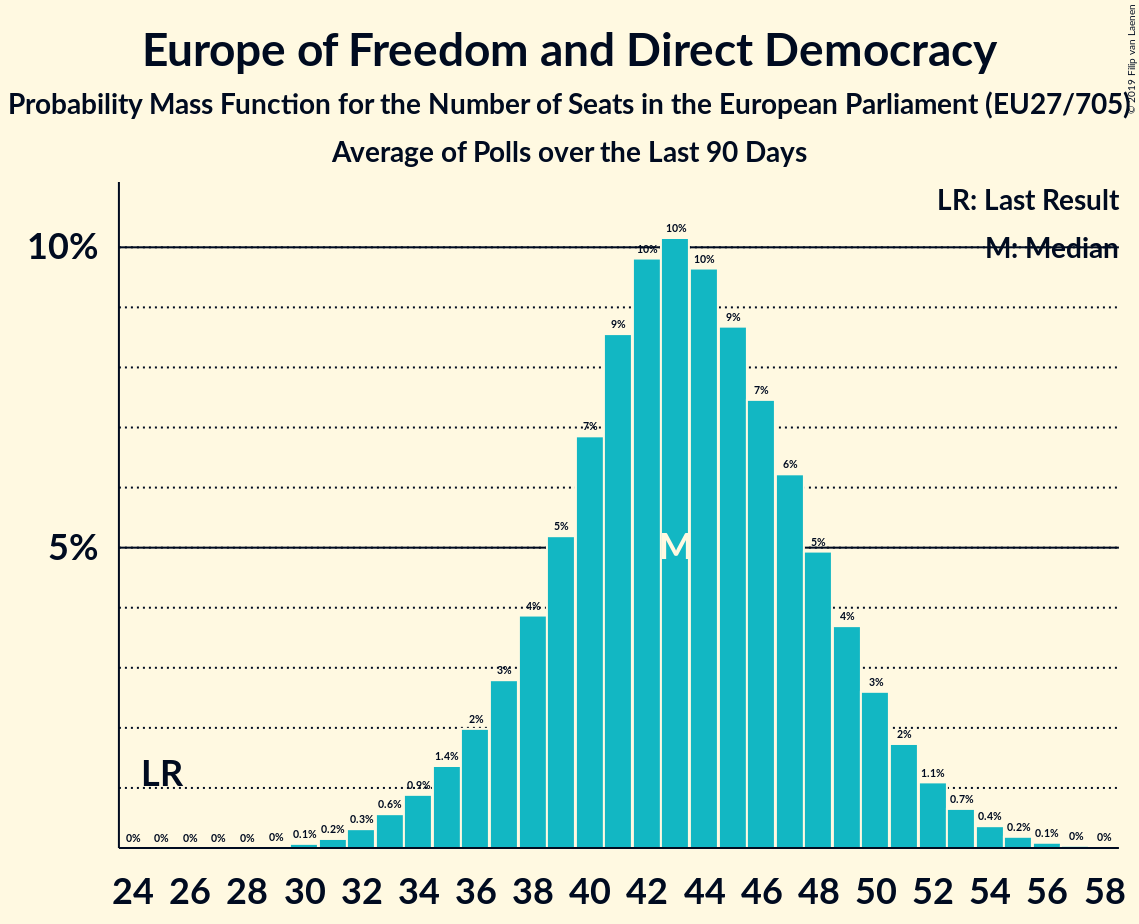 Europe of Freedom and Direct Democracy
Probability Mass Function for the Number of Seats in the European Parliament (EU27/705)
Average of Polls over the Last 90 Days
© 2019 Filip van Laenen
LR: Last Result
M: Median
10%
5%
0% 0% 0% 0% 0% 0% 0.1% 0.2% 0.3% 0.6% 0.9% 1.4% 2% 3% 4% 5% 7% 9% 10% 10% 10% 9% 7% 6% 5% 4% 3% 2% 1.1% 0.7% 0.4% 0.2% 0.1% 0% 0%
LR
M
24 26 28 30 32 34 36 38 40 42 44 46 48 50 52 54 56 58